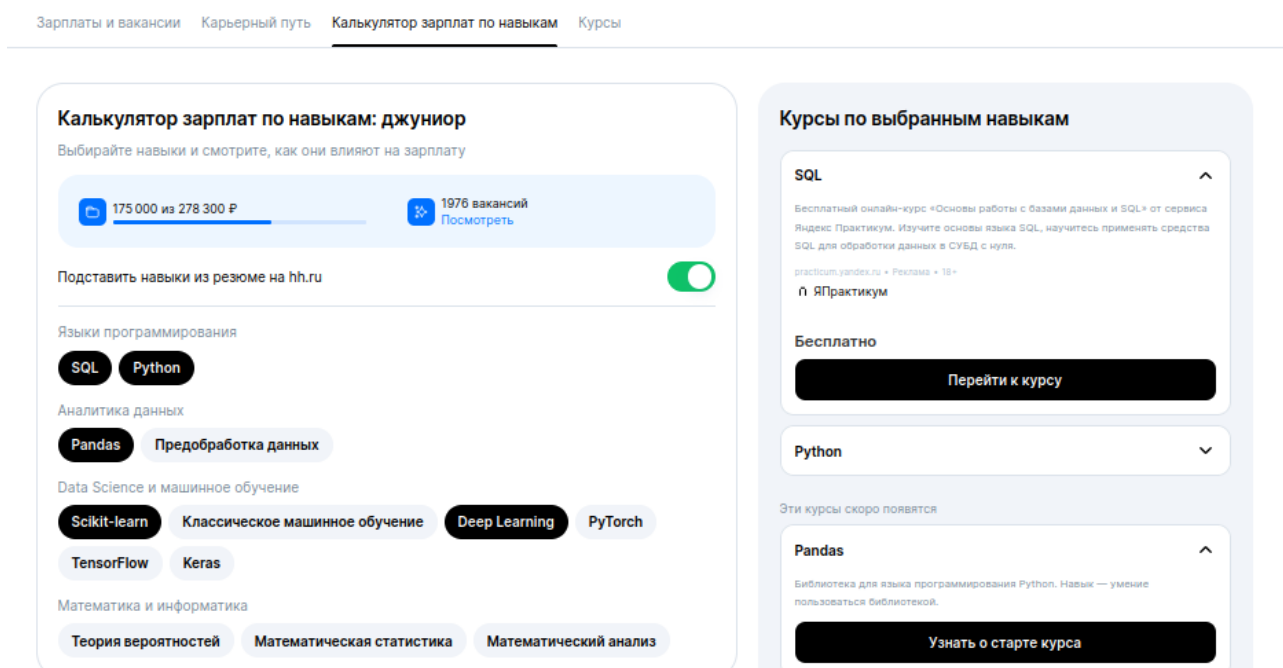 Зарплаты и вакансии Карьерный путь Калькулятор зарплат по навыкам Курсы
Калькулятор зарплат по навыкам: джуниор
Выбирайте навыки и смотрите, как они влияют на зарплату
175 000 из 278 300 ₽
1976 вакансий
Посмотреть
Подставить навыки из резюме на hh.ru
Языки программирования
SQL Python
Аналитика данных
Pandas Предобработка данных
Data Science и машинное обучение
Scikit-learn Классическое машинное обучение Deep Learning PyTorch
TensorFlow Keras
Математика и информатика
Теория вероятностей Математическая статистика Математический анализ
Курсы по выбранным навыкам
SQL
Бесплатный онлайн-курс «Основы работы с базами данных и SQL» от сервиса
Яндекс Практикум. Изучите основы языка SQL, научитесь применять средства
SQL для обработки данных в СУБД с нуля.
practicum.yandex.ru • Реклама • 18+
ЯПрактикум
Бесплатно
Перейти к курсу
Python
Эти курсы скоро появятся
Pandas
Библиотека для языка программирования Python. Навык — умение
пользоваться библиотекой.
Узнать о старте курса